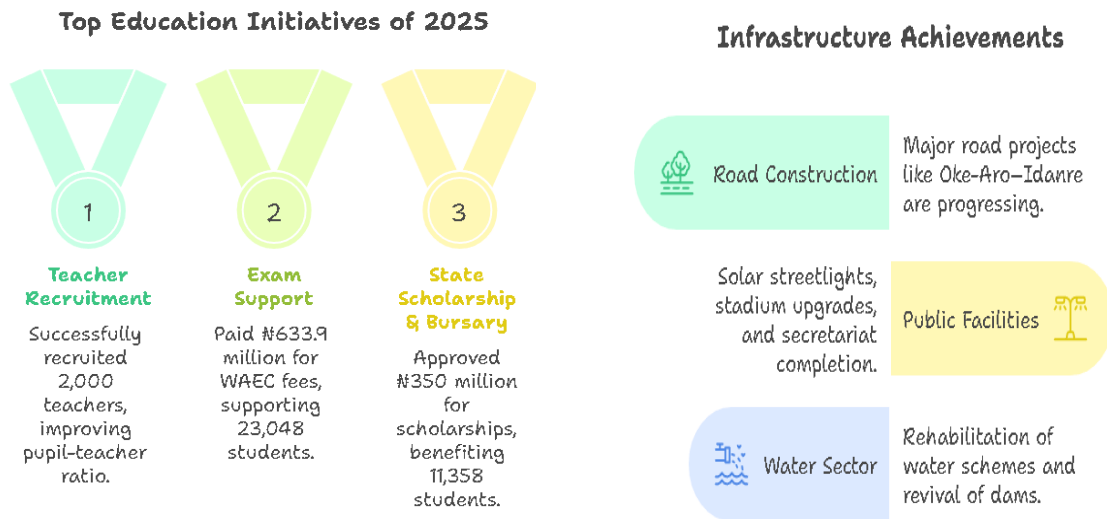 Top Education Initiatives of 2025
1
Teacher
Recruitment
Successfully
recruited
2,000
teachers,
improving
pupil-teacher
ratio.
2
Exam
Support
Paid ₦633.9
million for
WAEC fees,
supporting
23,048
students.
3
State
Scholarship
& Bursary
Approved
₦350 million
for
scholarships,
benefiting
11,358
students.
Infrastructure Achievements
Road Construction
Major road projects
like Oke-Aro–Idanre
are progressing.
Solar streetlights,
stadium upgrades,
and secretariat
completion.
Public Facilities
Water Sector
Rehabilitation of
water schemes and
revival of dams.